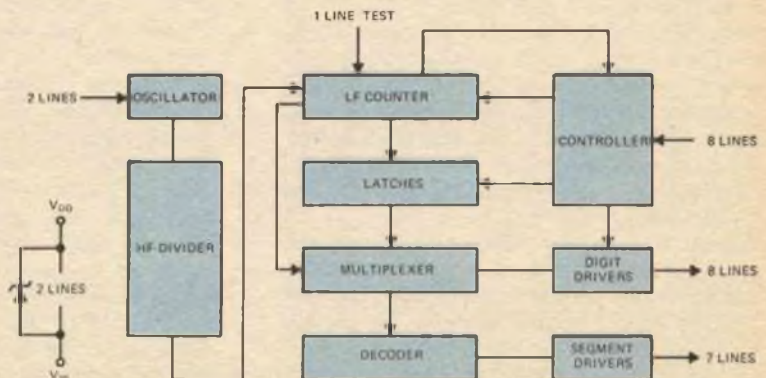 1 LINE TEST
2 LINES
OSCILLATOR
LF COUNTER
CONTROLLER
8 LINES
LATCHES
VDD
HF DIVIDER
2 LINES
MULTIPLEXER
DIGIT
DRIVERS
8 LINES
DECODER
SEGMENT
DRIVERS
7 LINES